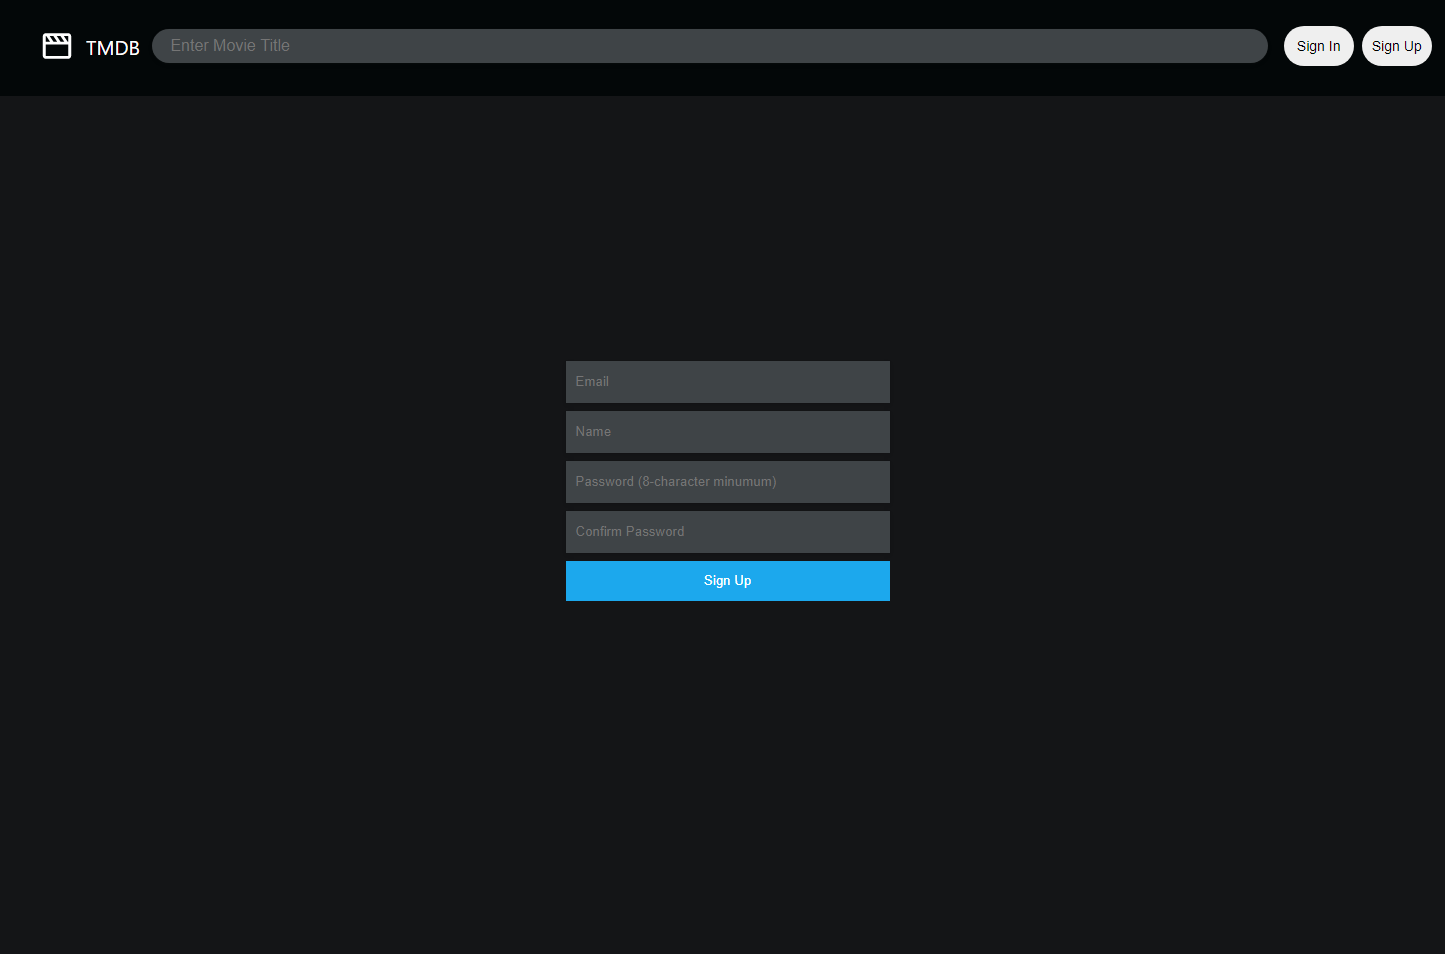 TMDB
Enter Movie Title
Sign In
Sign Up
Email
Name
Password (8-character minumum)
Confirm Password
Sign Up